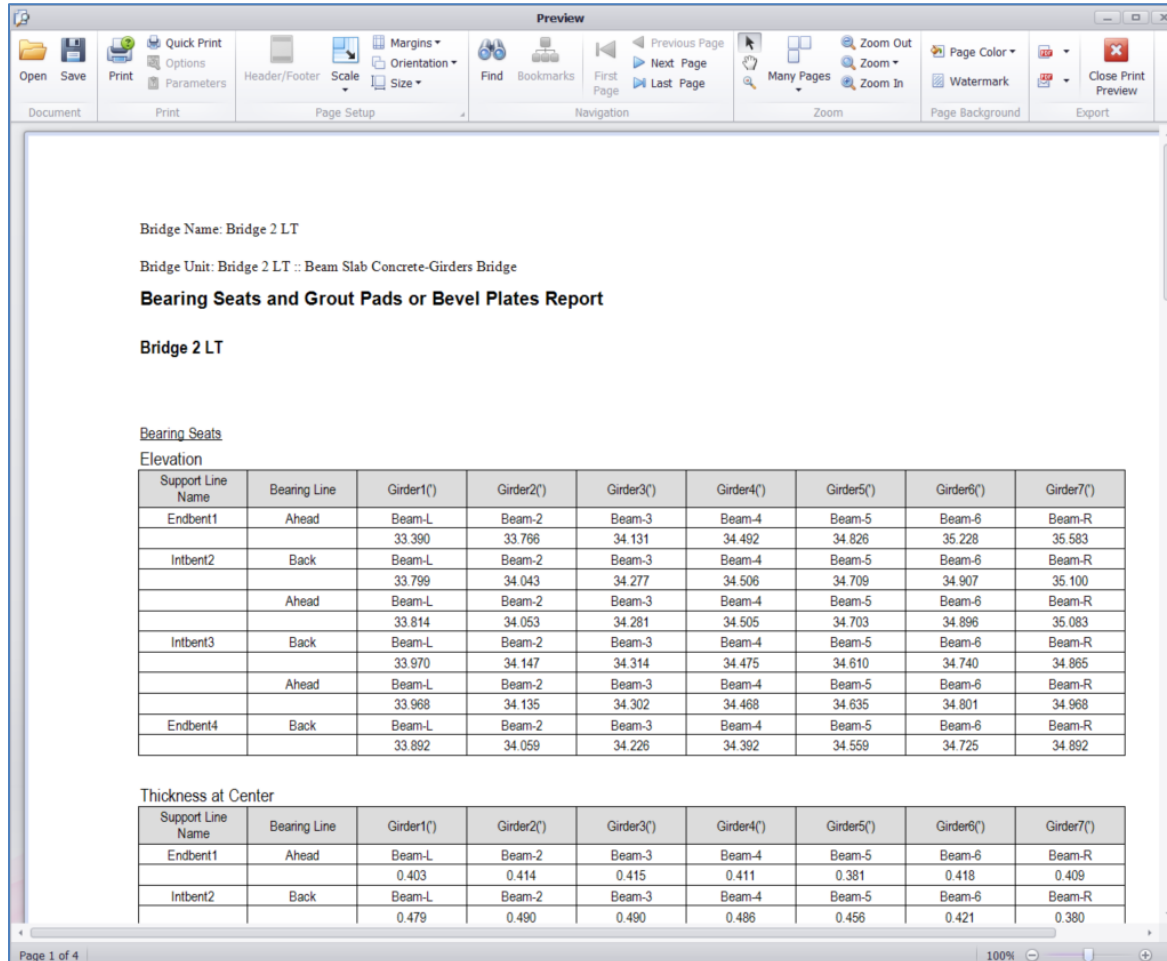 Preview
Open Save Print Quick Print Options Parameters Header/Footer Scale Margins Orientation Size Find Bookmarks First Page Previous Page Next Page Last Page Many Pages Zoom Out Zoom Zoom In Page Color Watermark Close Print Preview
Document Print Page Setup Navigation Zoom Page Background Export
Bridge Name: Bridge 2 LT
Bridge Unit: Bridge 2 LT :: Beam Slab Concrete-Girders Bridge
Bearing Seats and Grout Pads or Bevel Plates Report
Bridge 2 LT
Bearing Seats
Elevation
Support Line Name Bearing Line Girder1(') Girder2(') Girder3(') Girder4(') Girder5(') Girder6(') Girder7(')
Endbent1 Ahead Beam-L Beam-2 Beam-3 Beam-4 Beam-5 Beam-6 Beam-R
33.390 33.766 34.131 34.492 34.826 35.228 35.583
Intbent2 Back Beam-L Beam-2 Beam-3 Beam-4 Beam-5 Beam-6 Beam-R
33.799 34.043 34.277 34.506 34.709 34.907 35.100
Ahead Beam-L Beam-2 Beam-3 Beam-4 Beam-5 Beam-6 Beam-R
33.814 34.053 34.281 34.505 34.703 34.896 35.083
Intbent3 Back Beam-L Beam-2 Beam-3 Beam-4 Beam-5 Beam-6 Beam-R
33.970 34.147 34.314 34.475 34.610 34.740 34.865
Ahead Beam-L Beam-2 Beam-3 Beam-4 Beam-5 Beam-6 Beam-R
33.968 34.135 34.302 34.468 34.635 34.801 34.968
Endbent4 Back Beam-L Beam-2 Beam-3 Beam-4 Beam-5 Beam-6 Beam-R
33.892 34.059 34.226 34.392 34.559 34.725 34.892
Thickness at Center
Support Line Name Bearing Line Girder1(') Girder2(') Girder3(') Girder4(') Girder5(') Girder6(') Girder7(')
Endbent1 Ahead Beam-L Beam-2 Beam-3 Beam-4 Beam-5 Beam-6 Beam-R
0.403 0.414 0.415 0.411 0.381 0.418 0.409
Intbent2 Back Beam-L Beam-2 Beam-3 Beam-4 Beam-5 Beam-6 Beam-R
0.479 0.490 0.490 0.486 0.456 0.421 0.380
Page 1 of 4 100%